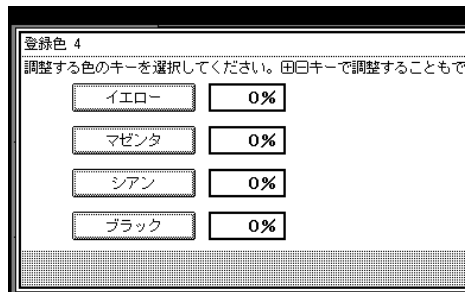 登録色 4
調整する色のキーを選択してください。⊞⊟キーで調整することもで
イエロー 0%
マゼンタ 0%
シアン 0%
ブラック 0%